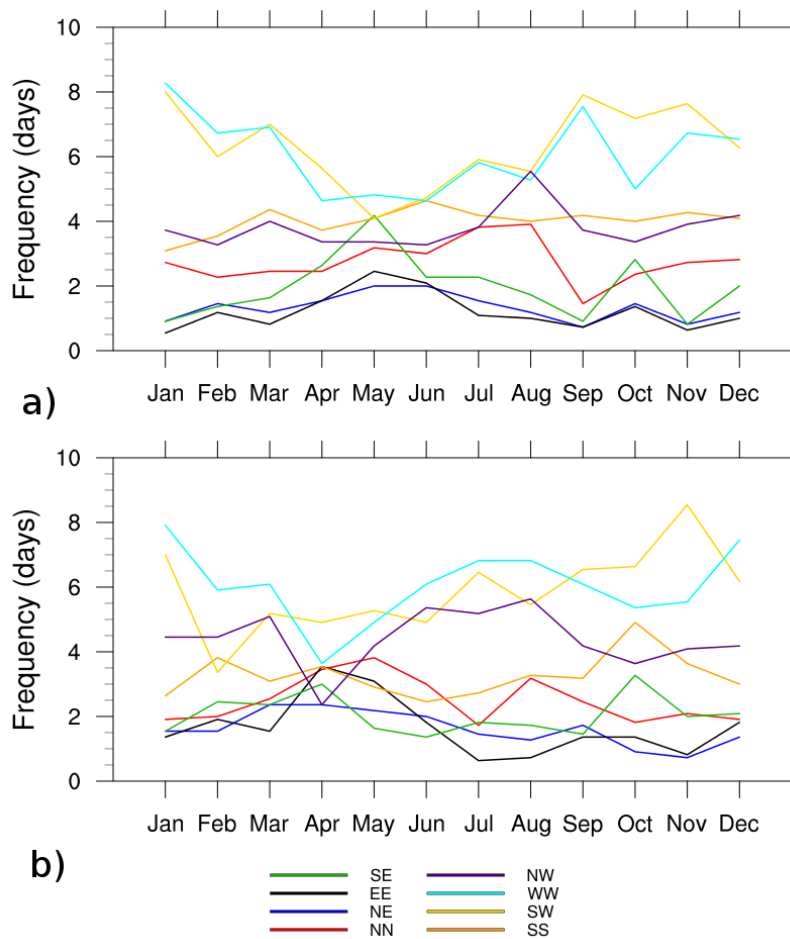 10
8
6
4
2
0
Frequency (days)
Jan Feb Mar Apr May Jun Jul Aug Sep Oct Nov Dec
a)
10
8
6
4
2
0
Frequency (days)
Jan Feb Mar Apr May Jun Jul Aug Sep Oct Nov Dec
b)
SE NW
EE WW
NE SW
NN SS